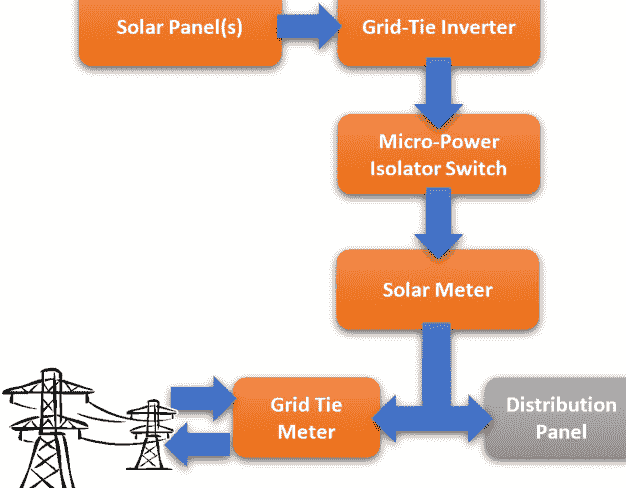 Solar Panel(s)
Grid-Tie Inverter
Micro-Power
Isolator Switch
Solar Meter
Grid Tie
Meter
Distribution
Panel